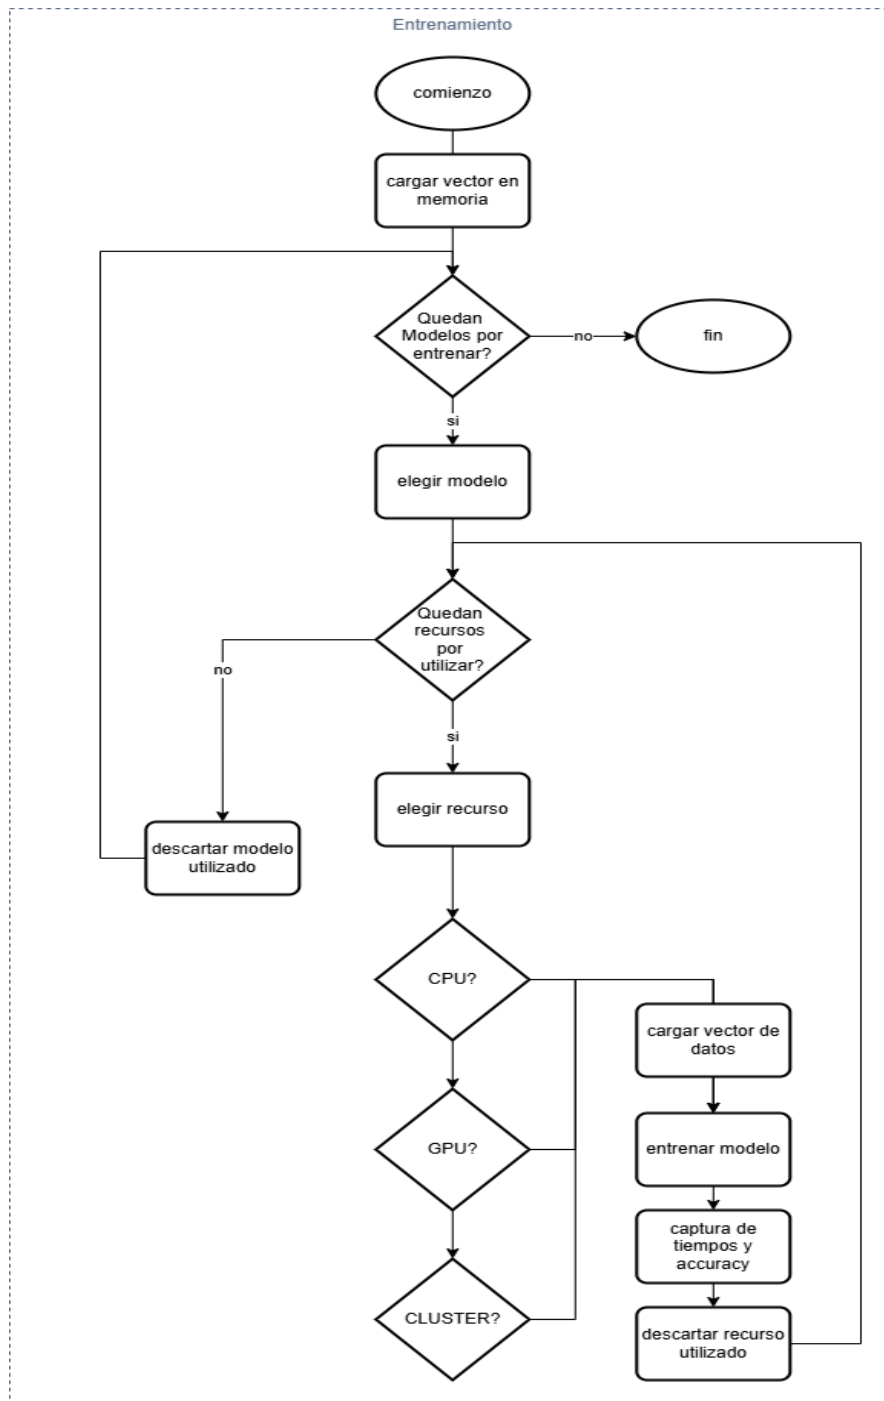 Entrenamiento
comienzo
cargar vector en
memoria
Quedan
Modelos por
entrenar?
no
fin
si
elegir modelo
Quedan
recursos
por
utilizar?
no
si
elegir recurso
descartar modelo
utilizado
CPU?
cargar vector de
datos
GPU?
entrenar modelo
captura de
tiempos y
accuracy
CLUSTER?
descartar recurso
utilizado